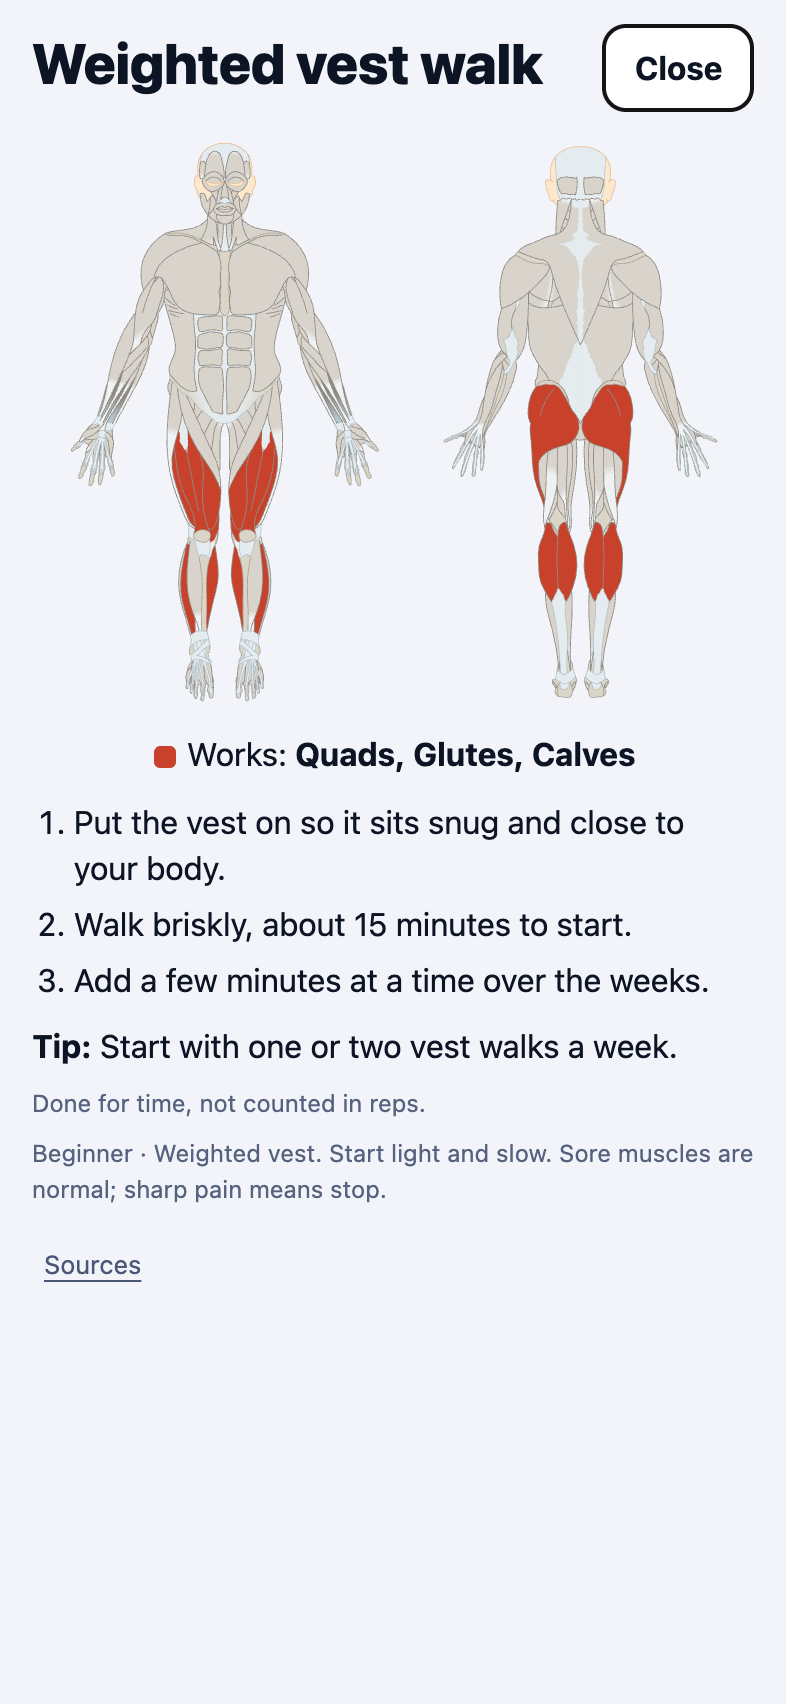 Weighted vest walk
Close
Works: Quads, Glutes, Calves
1. Put the vest on so it sits snug and close to
your body.
2. Walk briskly, about 15 minutes to start.
3. Add a few minutes at a time over the weeks.
Tip: Start with one or two vest walks a week.
Done for time, not counted in reps.
Beginner · Weighted vest. Start light and slow. Sore muscles are
normal; sharp pain means stop.
Sources